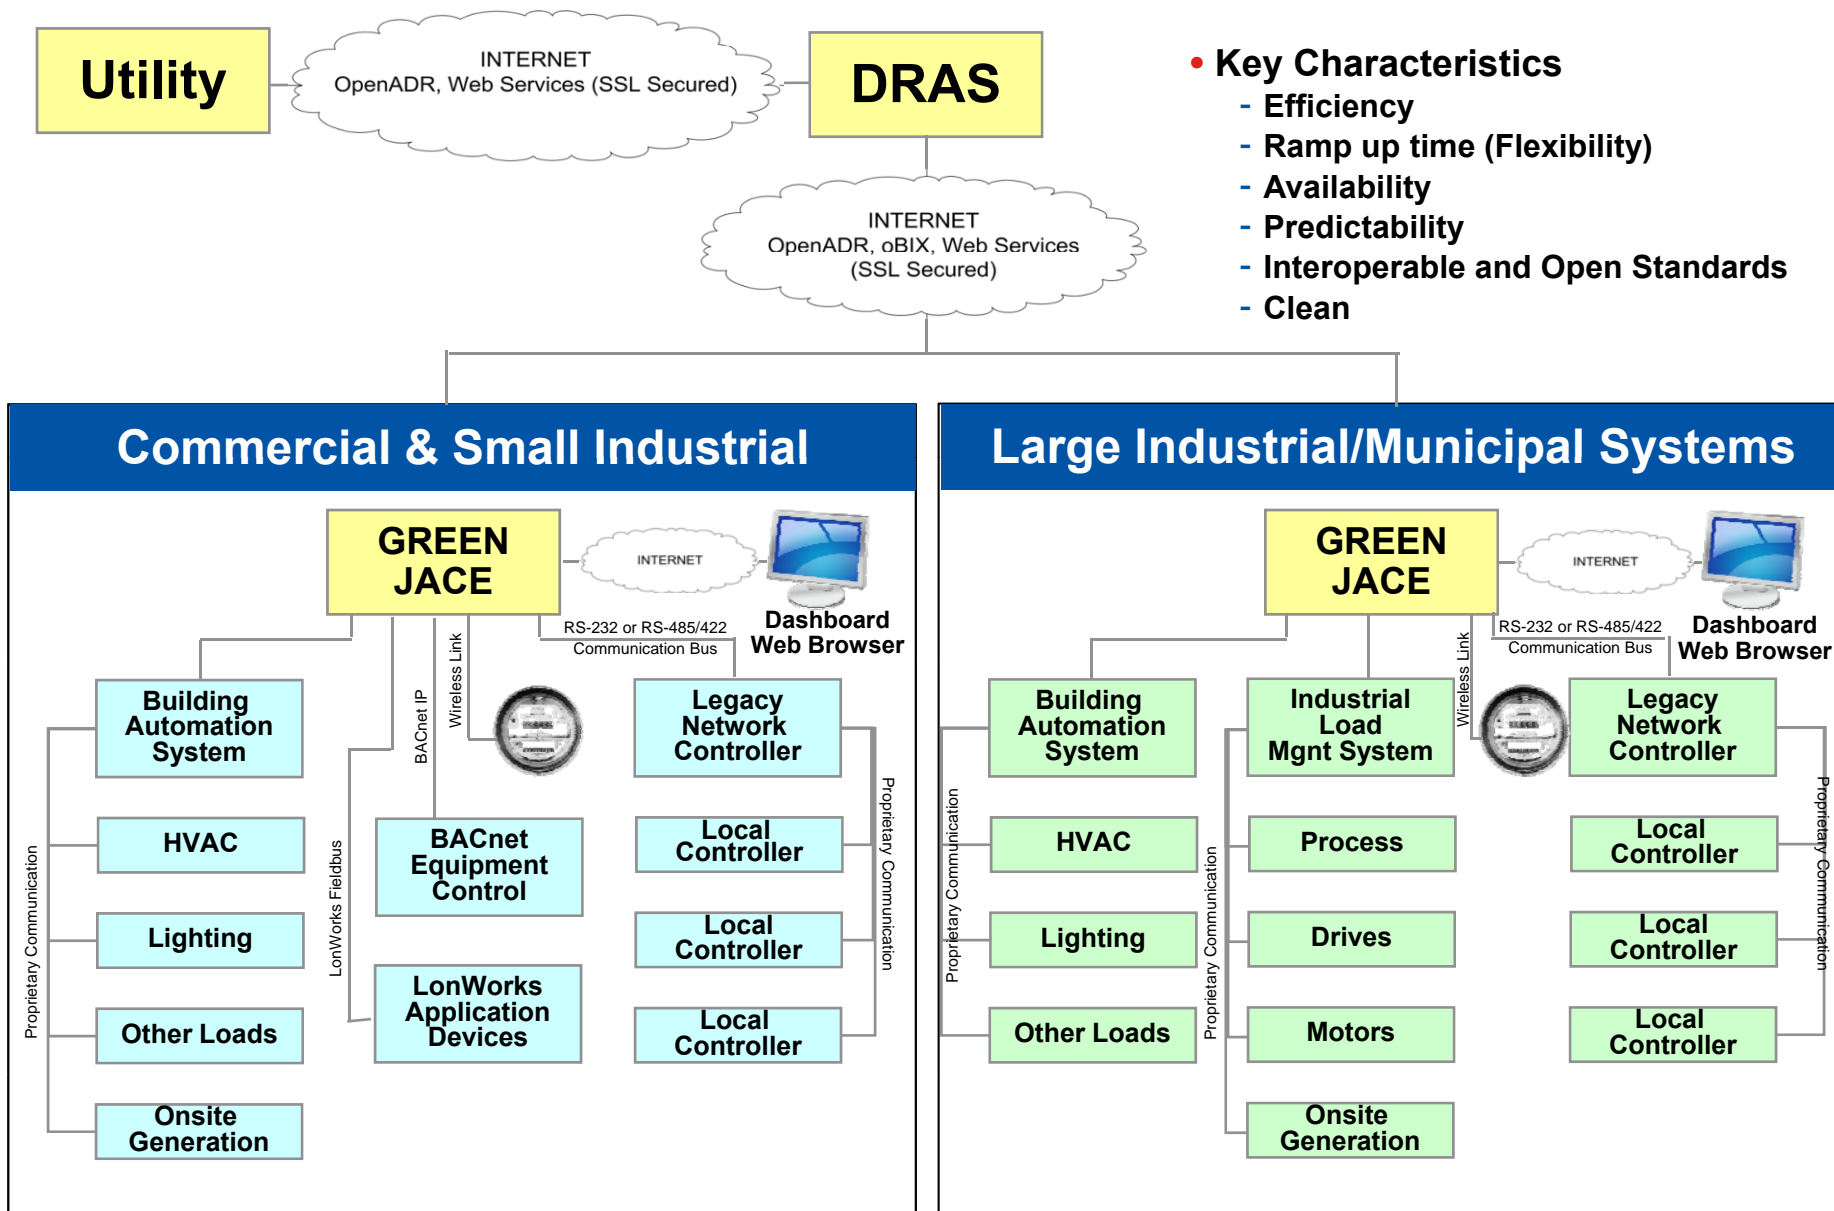 Utility
INTERNET
OpenADR, Web Services (SSL Secured)
DRAS
• Key Characteristics
- Efficiency
- Ramp up time (Flexibility)
- Availability
- Predictability
- Interoperable and Open Standards
- Clean
INTERNET
OpenADR, oBIX, Web Services
(SSL Secured)
Commercial & Small Industrial
GREEN
JACE
INTERNET
Dashboard
Web Browser
RS-232 or RS-485/422
Communication Bus
Wireless Link
BACnet IP
LonWorks Fieldbus
Proprietary Communication
Building
Automation
System
HVAC
Lighting
Other Loads
Onsite
Generation
BACnet
Equipment
Control
LonWorks
Application
Devices
Legacy
Network
Controller
Local
Controller
Local
Controller
Local
Controller
Proprietary Communication
Large Industrial/Municipal Systems
GREEN
JACE
INTERNET
Dashboard
Web Browser
RS-232 or RS-485/422
Communication Bus
Wireless Link
Building
Automation
System
HVAC
Lighting
Other Loads
Proprietary Communication
Industrial
Load
Mgnt System
Process
Drives
Motors
Onsite
Generation
Proprietary Communication
Legacy
Network
Controller
Local
Controller
Local
Controller
Local
Controller
Proprietary Communication